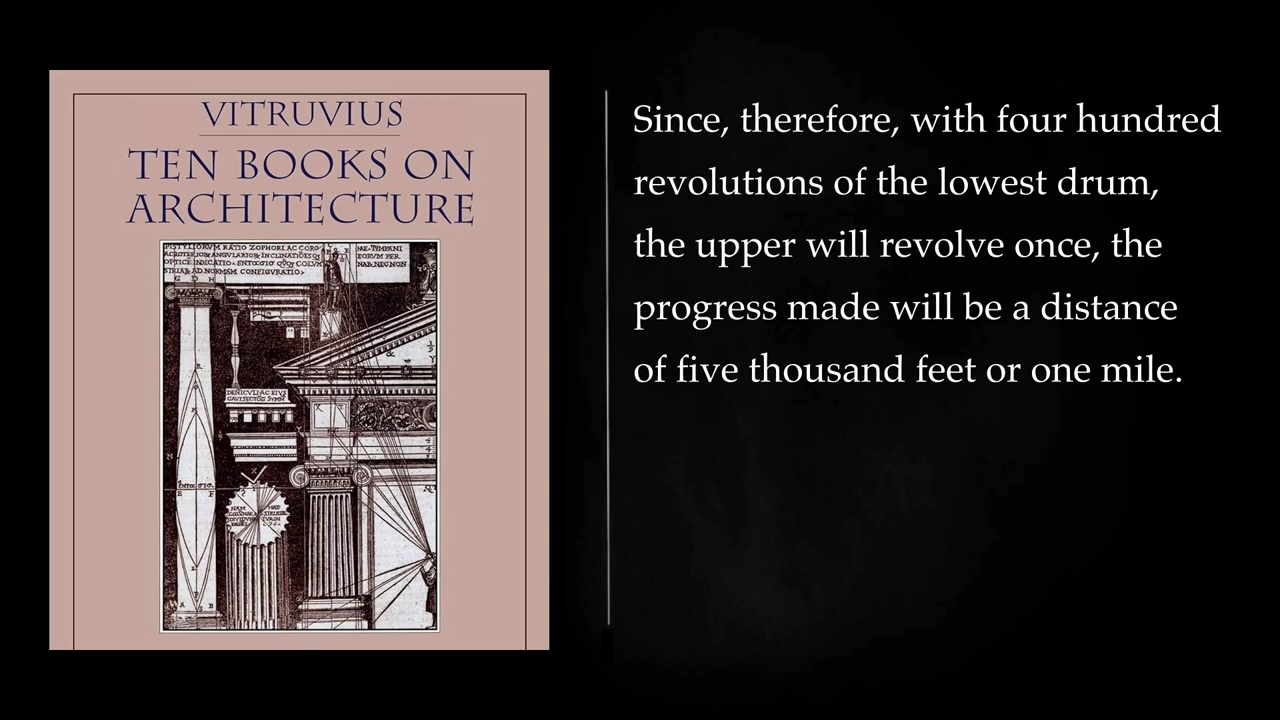 VITRUVIUS
TEN BOOKS ON
ARCHITECTURE
Since, therefore, with four hundred
revolutions of the lowest drum,
the upper will revolve once, the
progress made will be a distance
of five thousand feet or one mile.